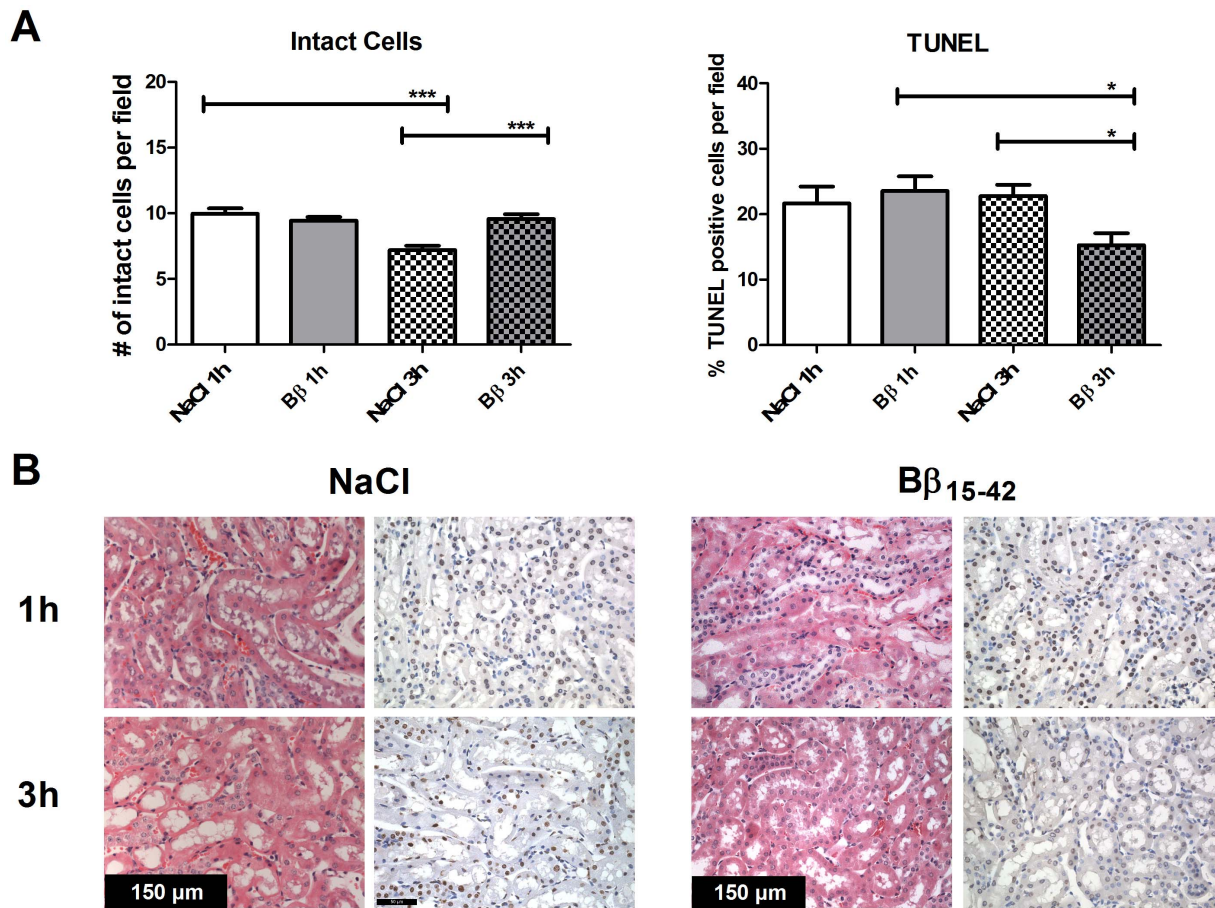 A
Intact Cells
# of intact cells per field
20
15
10
5
0
***
***
NaCl 1h
Bβ 1h
NaCl 3h
Bβ 3h
TUNEL
% TUNEL positive cells per field
40
30
20
10
0
*
*
NaCl 1h
Bβ 1h
NaCl 3h
Bβ 3h
B
NaCl
Bβ15-42
1h
3h
150 µm
50 µm
150 µm